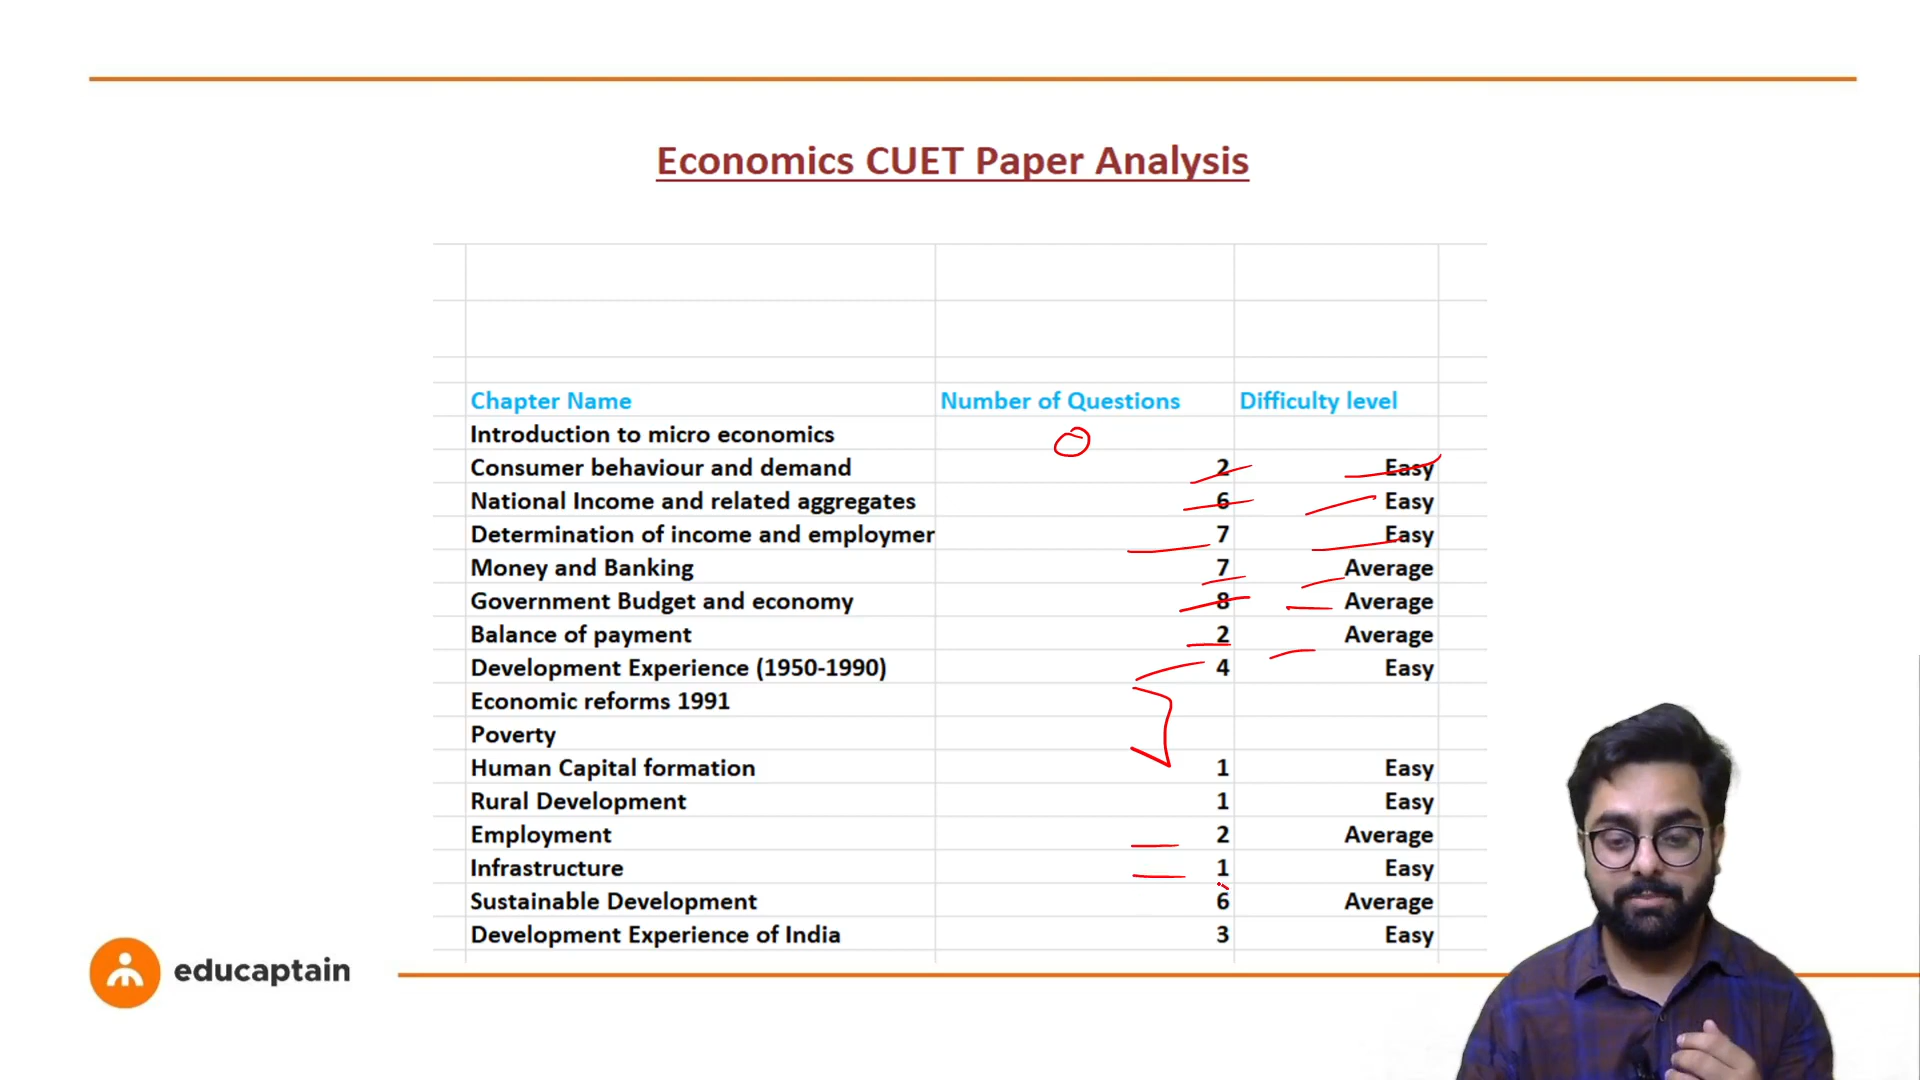 Economics CUET Paper Analysis
Chapter Name Number of Questions Difficulty level
Introduction to micro economics 0
Consumer behaviour and demand 2 Easy
National Income and related aggregates 6 Easy
Determination of income and employmer 7 Easy
Money and Banking 7 Average
Government Budget and economy 8 Average
Balance of payment 2 Average
Development Experience (1950-1990) 4 Easy
Economic reforms 1991
Poverty
Human Capital formation 1 Easy
Rural Development 1 Easy
Employment 2 Average
Infrastructure 1 Easy
Sustainable Development 6 Average
Development Experience of India 3 Easy
educaptain